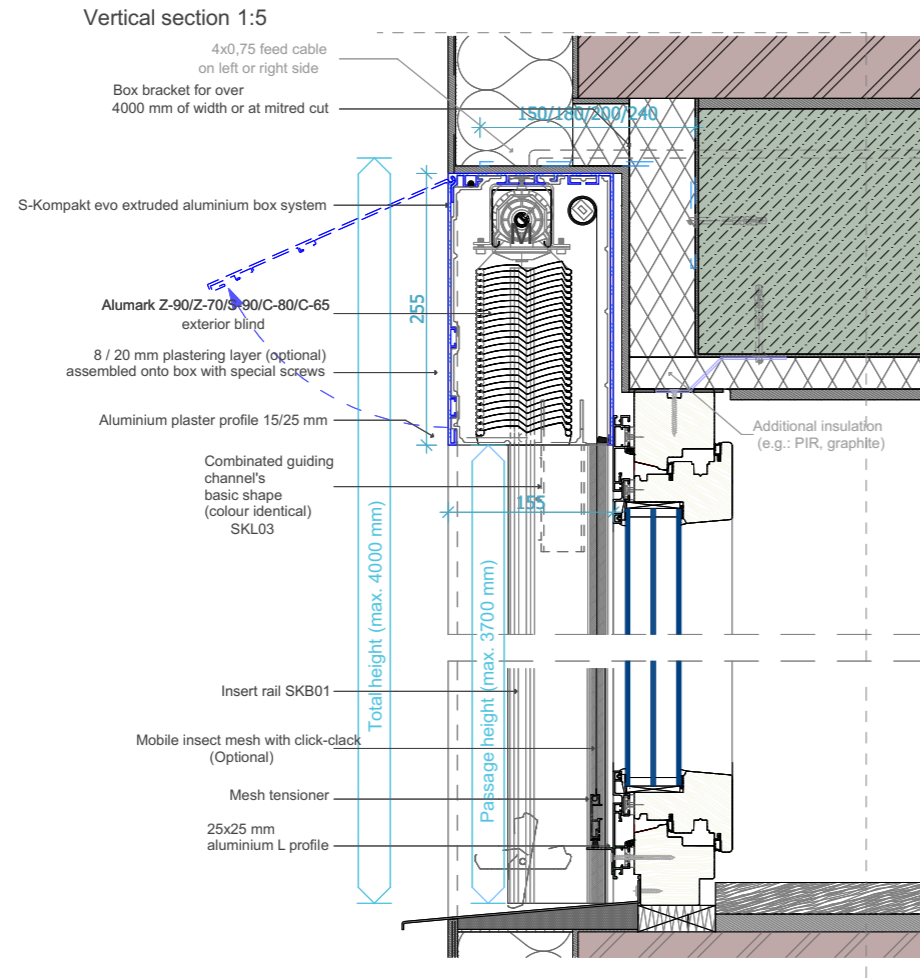 Vertical section 1:5
4x0,75 feed cable
on left or right side
Box bracket for over
4000 mm of width or at mitred cut
150/180/200/240
S-Kompakt evo extruded aluminium box system
M
Alumark Z-90/Z-70/S-90/C-80/C-65
exterior blind
255
8 / 20 mm plastering layer (optional)
assembled onto box with special screws
Aluminium plaster profile 15/25 mm
Additional insulation
(e.g.: PIR, graphite)
Combinated guiding
channel's
basic shape
(colour identical)
SKL03
155
Total height (max. 4000 mm)
Passage height (max. 3700 mm)
Insert rail SKB01
Mobile insect mesh with click-clack
(Optional)
Mesh tensioner
25x25 mm
aluminium L profile